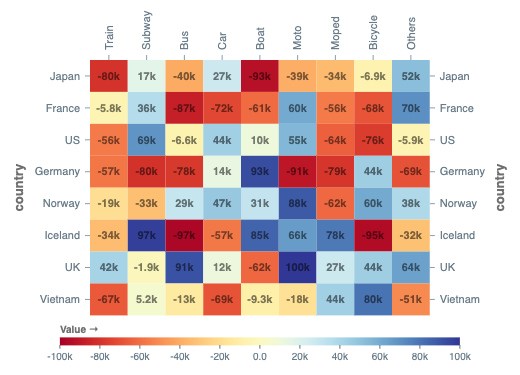 Train Subway Bus Car Boat Moto Moped Bicycle Others
Japan -80k 17k -40k 27k -93k -39k -34k -6.9k 52k Japan
France -5.8k 36k -87k -72k -61k 60k -56k -68k 70k France
US -56k 69k -6.6k 44k 10k 55k -64k -76k -5.9k US
Germany -57k -80k -78k 14k 93k -91k -79k 44k -69k Germany
country
country
Norway -19k -33k 29k 47k 31k 88k -62k 60k 38k Norway
Iceland -34k 97k -97k -57k 85k 66k 78k -95k -32k Iceland
UK 42k -1.9k 91k 12k -62k 100k 27k 44k 64k UK
Vietnam -67k 5.2k -13k -69k -9.3k -18k 44k 80k -51k Vietnam
Value →
-100k -80k -60k -40k -20k 0.0 20k 40k 60k 80k 100k